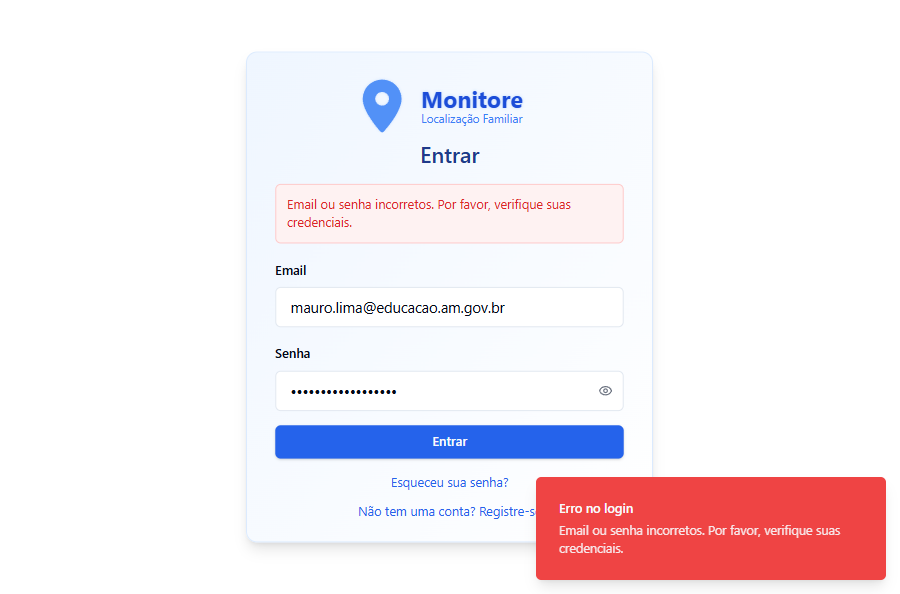 Monitore
Localização Familiar
Entrar
Email ou senha incorretos. Por favor, verifique suas
credenciais.
Email
mauro.lima@educacao.am.gov.br
Senha
••••••••••••••••••
Entrar
Esqueceu sua senha?
Não tem uma conta? Registre-s
Erro no login
Email ou senha incorretos. Por favor, verifique suas
credenciais.